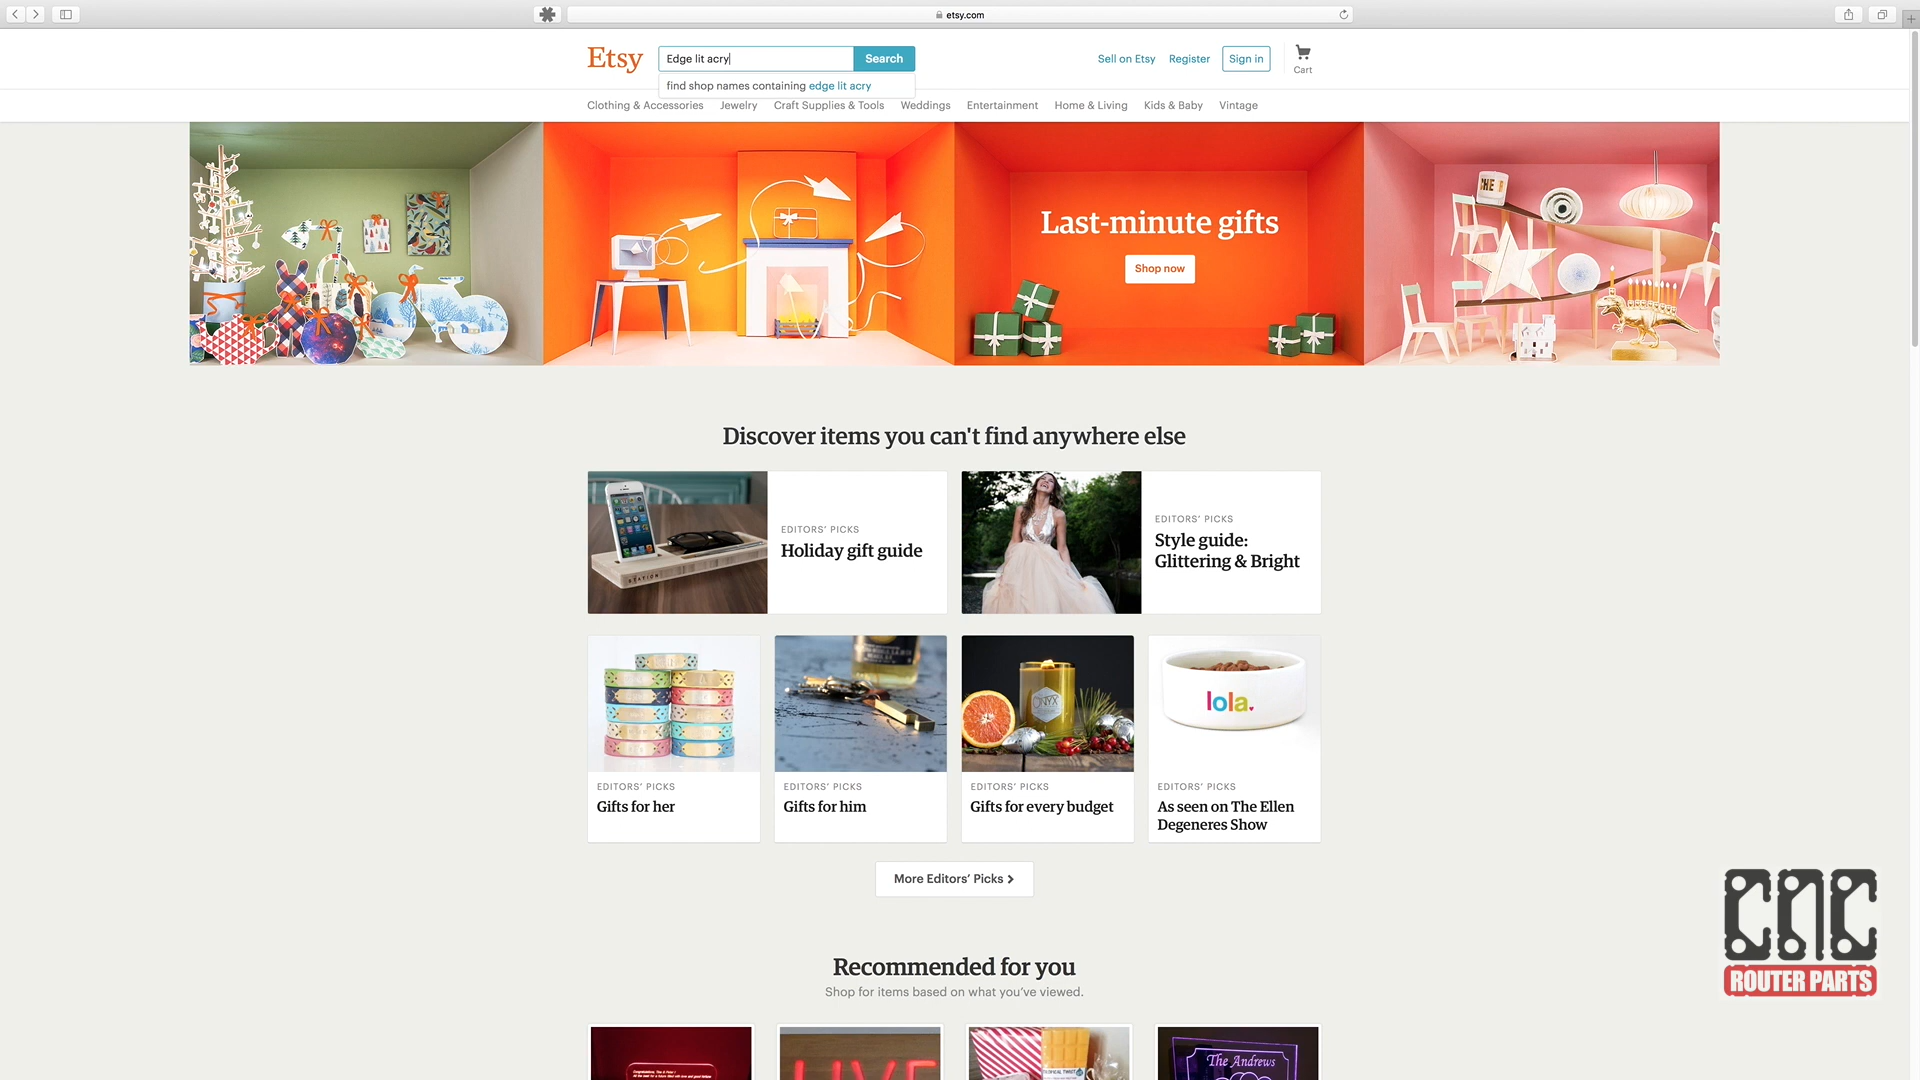 etsy.com
Etsy
Edge lit acry
Search
Sell on Etsy
Register
Sign in
Cart
find shop names containing edge lit acry
Clothing & Accessories
Jewelry
Craft Supplies & Tools
Weddings
Entertainment
Home & Living
Kids & Baby
Vintage
Last-minute gifts
Shop now
Discover items you can't find anywhere else
STATION
EDITORS’ PICKS
Holiday gift guide
EDITORS’ PICKS
Style guide:
Glittering & Bright
ONYX
lola.
EDITORS’ PICKS
Gifts for her
EDITORS’ PICKS
Gifts for him
EDITORS’ PICKS
Gifts for every budget
EDITORS’ PICKS
As seen on The Ellen
Degeneres Show
More Editors’ Picks
CNC
ROUTER PARTS
Recommended for you
Shop for items based on what you’ve viewed.
The Andrews